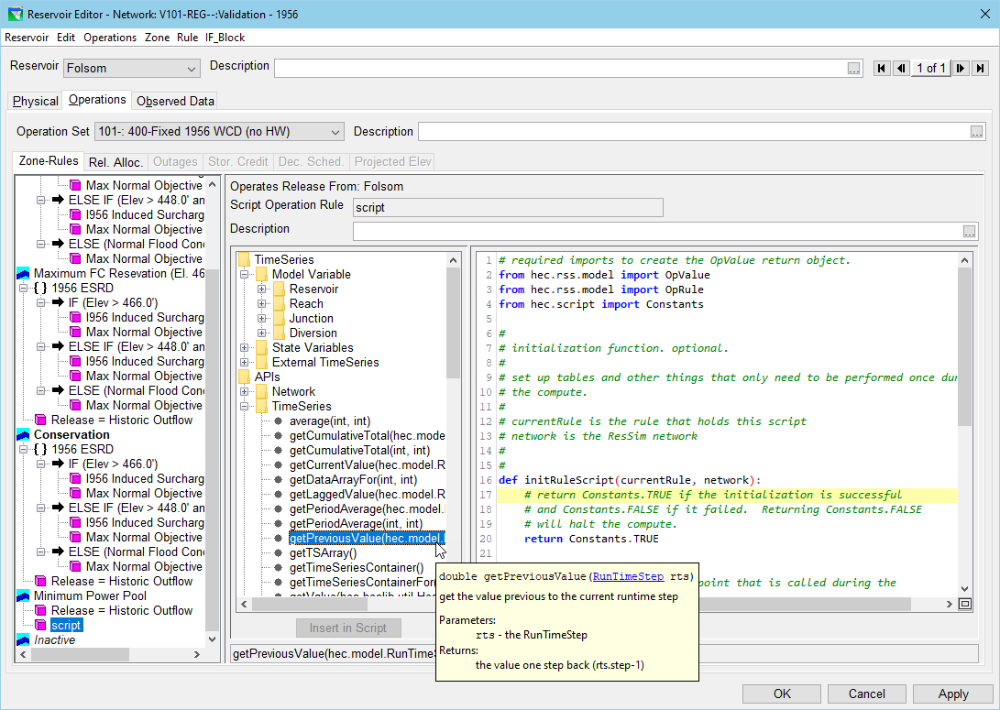 Reservoir Editor - Network: V101-REG--:Validation - 1956
Reservoir Edit Operations Zone Rule IF_Block
Reservoir Folsom Description ... 1 of 1
Physical Operations Observed Data
Operation Set 101-: 400-Fixed 1956 WCD (no HW) Description ...
Zone-Rules Rel. Alloc. Outages Stor. Credit Dec. Sched. Projected Elev
Max Normal Objective
ELSE IF (Elev > 448.0' an
I956 Induced Surcharg
Max Normal Objective
ELSE (Normal Flood Cond
Max Normal Objective
Maximum FC Resevation (El. 46
{ } 1956 ESRD
IF (Elev > 466.0')
I956 Induced Surcharg
Max Normal Objective
ELSE IF (Elev > 448.0' an
I956 Induced Surcharg
Max Normal Objective
ELSE (Normal Flood Cond
Max Normal Objective
Release = Historic Outflow
Conservation
{ } 1956 ESRD
IF (Elev > 466.0')
I956 Induced Surcharg
Max Normal Objective
ELSE IF (Elev > 448.0' an
I956 Induced Surcharg
Max Normal Objective
ELSE (Normal Flood Cond
Max Normal Objective
Release = Historic Outflow
Minimum Power Pool
Release = Historic Outflow
script
Inactive
Operates Release From: Folsom
Script Operation Rule script
Description ...
TimeSeries
Model Variable
Reservoir
Reach
Junction
Diversion
State Variables
External TimeSeries
APIs
Network
TimeSeries
average(int, int)
getCumulativeTotal(hec.mode
getCumulativeTotal(int, int)
getCurrentValue(hec.model.R
getDataArrayFor(int, int)
getLaggedValue(hec.model.R
getPeriodAverage(hec.model.
getPeriodAverage(int, int)
getPreviousValue(hec.model.
getTSArray()
getTimeSeriesContainer()
getTimeSeriesContainerFor
getValue(hec.heclib.util.Hec
1 # required imports to create the OpValue return object.
2 from hec.rss.model import OpValue
3 from hec.rss.model import OpRule
4 from hec.script import Constants
5
6 #
7 # initialization function. optional.
8 #
9 # set up tables and other things that only need to be performed once dur
10 # the compute.
11 #
12 # currentRule is the rule that holds this script
13 # network is the ResSim network
14 #
15 #
16 def initRuleScript(currentRule, network):
17 # return Constants.TRUE if the initialization is successful
18 # and Constants.FALSE if it failed. Returning Constants.FALSE
19 # will halt the compute.
20 return Constants.TRUE
21
point that is called during the
Insert in Script
getPreviousValue(hec.model.RunTimeS
double getPreviousValue(RunTimeStep rts)
get the value previous to the current runtime step
Parameters:
rts - the RunTimeStep
Returns:
the value one step back (rts.step-1)
OK Cancel Apply